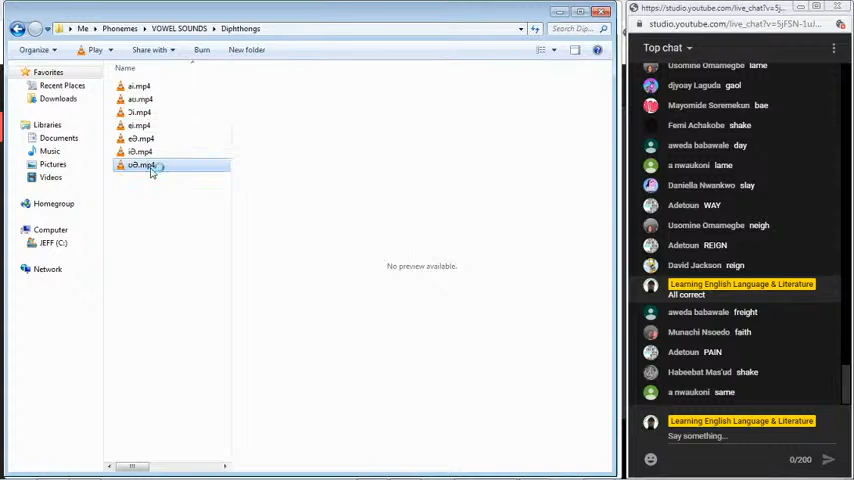 Me ▸ Phonemes ▸ VOWEL SOUNDS ▸ Diphthongs
Search Dip...
Organize
Play
Share with
Burn
New folder
Favorites
Recent Places
Downloads
Libraries
Documents
Music
Pictures
Videos
Homegroup
Computer
JEFF (C:)
Network
Name
ai.mp4
aʊ.mp4
Ɔi.mp4
ei.mp4
eƏ.mp4
iƏ.mp4
ʊƏ.mp4
No preview available.
https://studio.youtube.com/live_chat?v=5jF...
studio.youtube.com/live_chat?v=5jFSN-1uJ
Top chat
Usomine Omamegbe lame
djyoay Laguda gaol
Mayomide Soremekun bae
Femi Achakobe shake
aweda babawale day
a nwaukoni lame
Daniella Nwankwo slay
Adetoun WAY
Usomine Omamegbe neigh
Adetoun REIGN
David Jackson reign
Learning English Language & Literature
All correct
aweda babawale freight
Munachi Nsoedo faith
Adetoun PAIN
Habeebat Mas'ud shake
a nwaukoni same
Learning English Language & Literature
Say something...
0/200